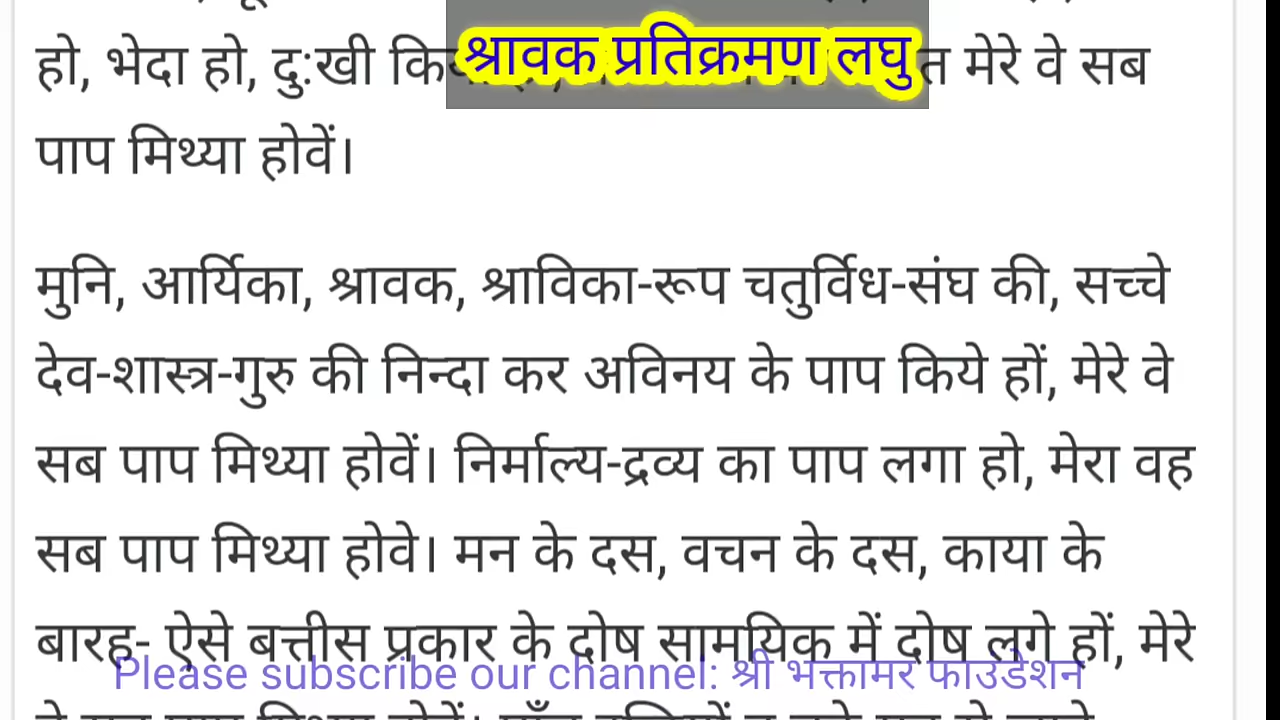 श्रावक प्रतिक्रमण लघु
हो, भेदा हो, दु:खी मेरे वे सब
पाप मिथ्या होवें।
मुनि, आर्यिका, श्रावक, श्राविका-रूप चतुर्विध-संघ की, सच्चे
देव-शास्त्र-गुरु की निन्दा कर अविनय के पाप किये हों, मेरे वे
सब पाप मिथ्या होवें। निर्माल्य-द्रव्य का पाप लगा हो, मेरा वह
सब पाप मिथ्या होवे। मन के दस, वचन के दस, काया के
बारह- ऐसे बत्तीस प्रकार के दोष सामयिक में दोष लगे हों, मेरे
Please subscribe our channel: श्री भक्तामर फाउंडेशन